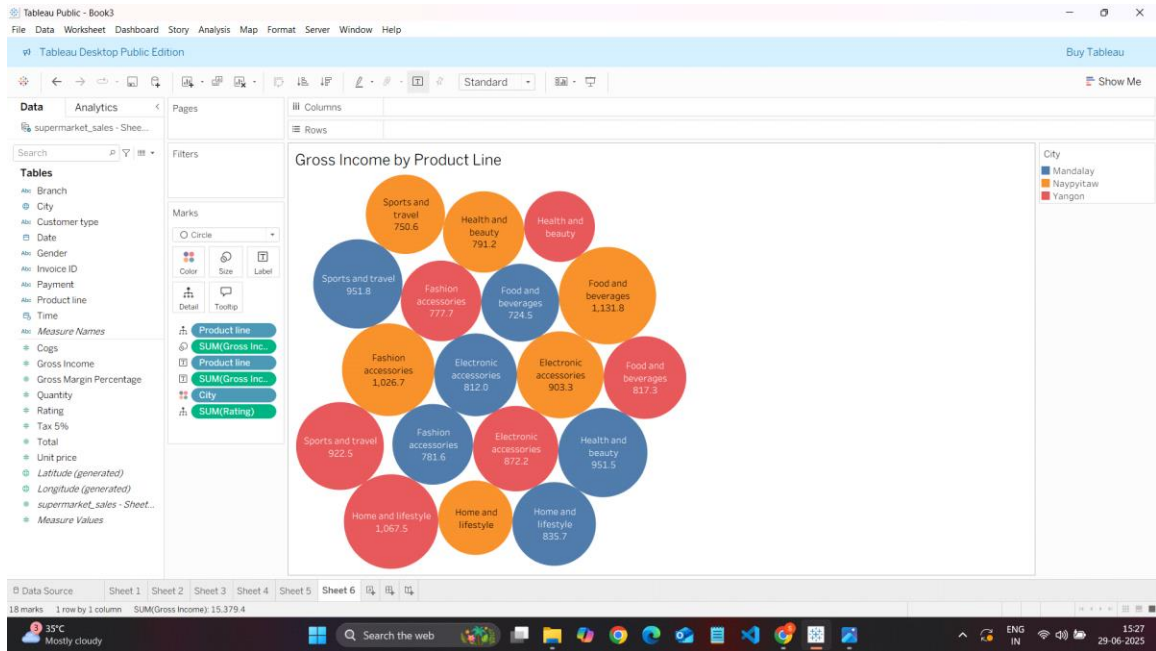 Tableau Public - Book3
File Data Worksheet Dashboard Story Analysis Map Format Server Window Help
Tableau Desktop Public Edition
Buy Tableau
Standard
Show Me
Data Analytics
Pages
Columns
supermarket_sales - Shee...
Rows
Search
Filters
Gross Income by Product Line
City
Mandalay
Naypyitaw
Yangon
Tables
Abc Branch
City
Abc Customer type
Date
Abc Gender
Abc Invoice ID
Abc Payment
Abc Product line
Time
Abc Measure Names
Cogs
Gross Income
Gross Margin Percentage
Quantity
Rating
Tax 5%
Total
Unit price
Latitude (generated)
Longitude (generated)
supermarket_sales - Sheet...
Measure Values
Marks
Circle
Color Size Label
Detail Tooltip
Product line
SUM(Gross Inc..
Product line
SUM(Gross Inc..
City
SUM(Rating)
Sports and
travel
750.6
Health and
beauty
791.2
Health and
beauty
Sports and travel
951.8
Fashion
accessories
777.7
Food and
beverages
724.5
Food and
beverages
1,131.8
Fashion
accessories
1,026.7
Electronic
accessories
812.0
Electronic
accessories
903.3
Food and
beverages
817.3
Sports and travel
922.5
Fashion
accessories
781.6
Electronic
accessories
872.2
Health and
beauty
951.5
Home and lifestyle
1,067.5
Home and
lifestyle
Home and
lifestyle
835.7
Data Source Sheet 1 Sheet 2 Sheet 3 Sheet 4 Sheet 5 Sheet 6
18 marks 1 row by 1 column SUM(Gross Income): 15,379.4
3
35°C
Mostly cloudy
Search the web
ENG
IN
15:27
29-06-2025